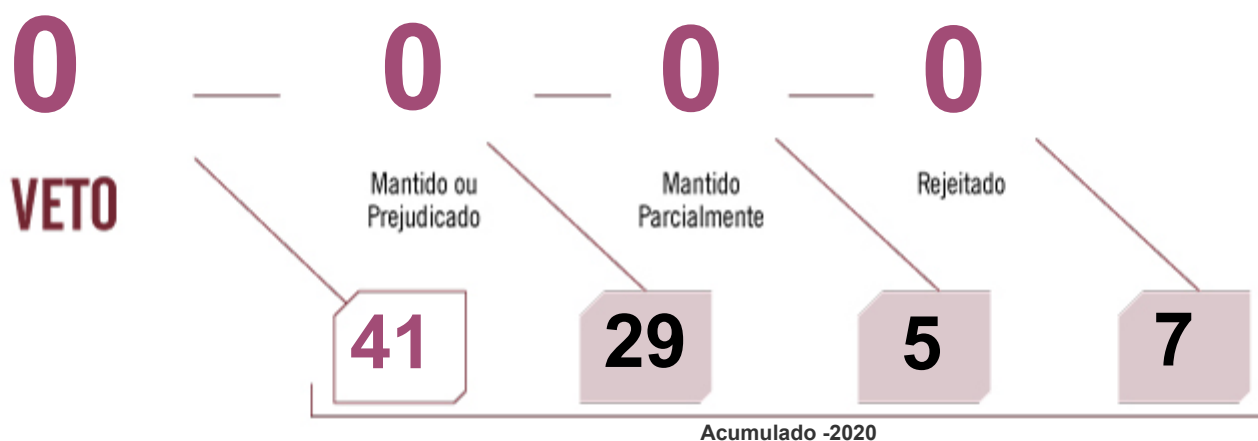 0 0 0 0
VETO
Mantido ou
Prejudicado
Mantido
Parcialmente
Rejeitado
41 29 5 7
Acumulado -2020